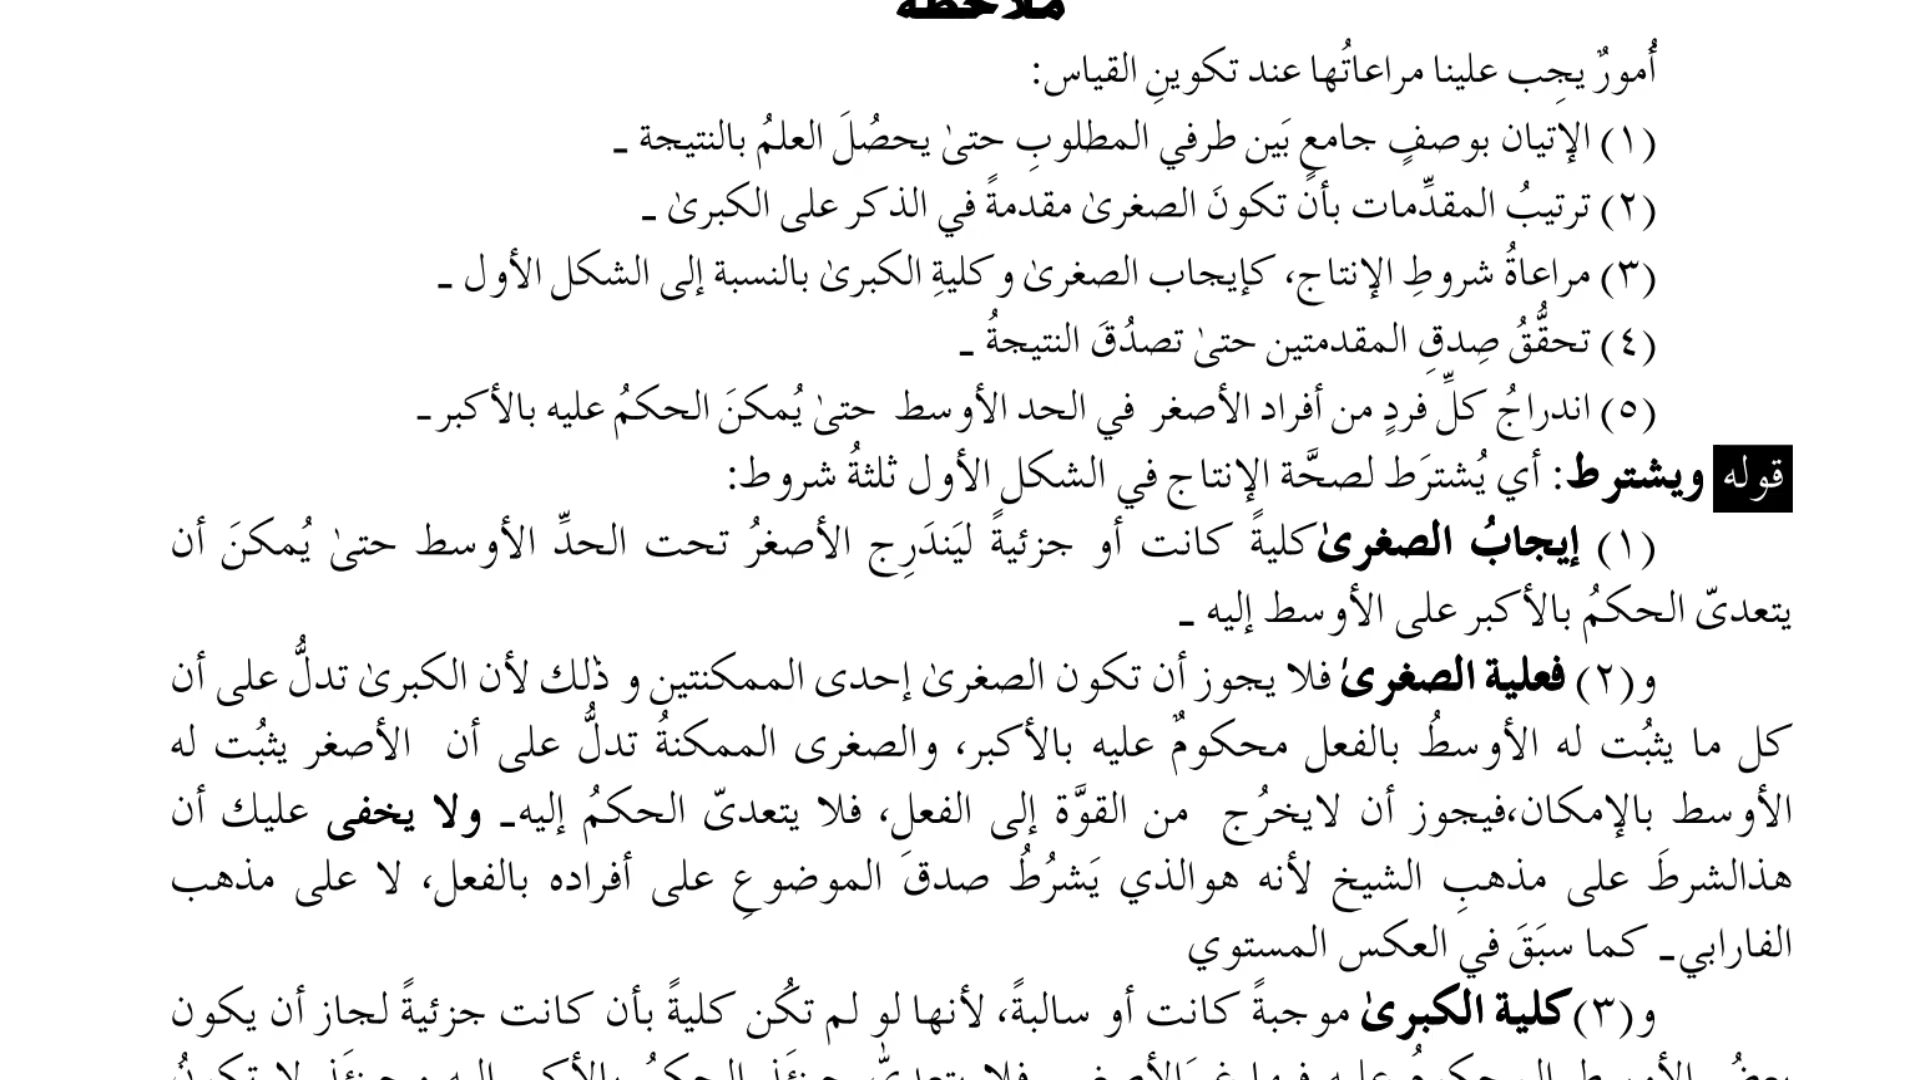 ملاحظة
أُمورٌ يجِب علينا مراعاتُها عند تكوينِ القياس:
(١) الإتيان بوصفٍ جامعٍ بَين طرفي المطلوبِ حتىٰ يحصُلَ العلمُ بالنتيجة ـ
(٢) ترتيبُ المقدِّمات بأن تكونَ الصغرىٰ مقدمةً في الذكر على الكبرىٰ ـ
(٣) مراعاةُ شروطِ الإنتاج، كإيجاب الصغرىٰ وكليةِ الكبرىٰ بالنسبة إلى الشكل الأول ـ
(٤) تحقُّقُ صِدقِ المقدمتين حتىٰ تصدُقَ النتيجةُ ـ
(٥) اندراجُ كلِّ فردٍ من أفراد الأصغر في الحد الأوسط حتىٰ يُمكنَ الحكمُ عليه بالأكبر ـ
قوله ويشترط: أي يُشترَط لصحَّة الإنتاج في الشكل الأول ثلثةُ شروط:
(١) إيجابُ الصغرىٰ كليةً كانت أو جزئيةً ليَندَرِج الأصغرُ تحت الحدِّ الأوسط حتىٰ يُمكنَ أن
يتعدىّ الحكمُ بالأكبر على الأوسط إليه ـ
و(٢) فعلية الصغرىٰ فلا يجوز أن تكون الصغرىٰ إحدى الممكنتين و ذٰلك لأن الكبرىٰ تدلُّ على أن
كل ما يثبُت له الأوسطُ بالفعل محكومٌ عليه بالأكبر، والصغرى الممكنةُ تدلُّ على أن الأصغر يثبُت له
الأوسط بالإمكان،فيجوز أن لايخرُج من القوَّة إلى الفعل، فلا يتعدىّ الحكمُ إليه ـ ولا يخفى عليك أن
هذالشرطَ على مذهبِ الشيخ لأنه هوالذي يَشرُطُ صدقَ الموضوعِ على أفراده بالفعل، لا على مذهب
الفارابي ـ كما سبَقَ في العكس المستوي
و(٣) كلية الكبرىٰ موجبةً كانت أو سالبةً، لأنها لو لم تكُن كليةً بأن كانت جزئيةً لجاز أن يكون